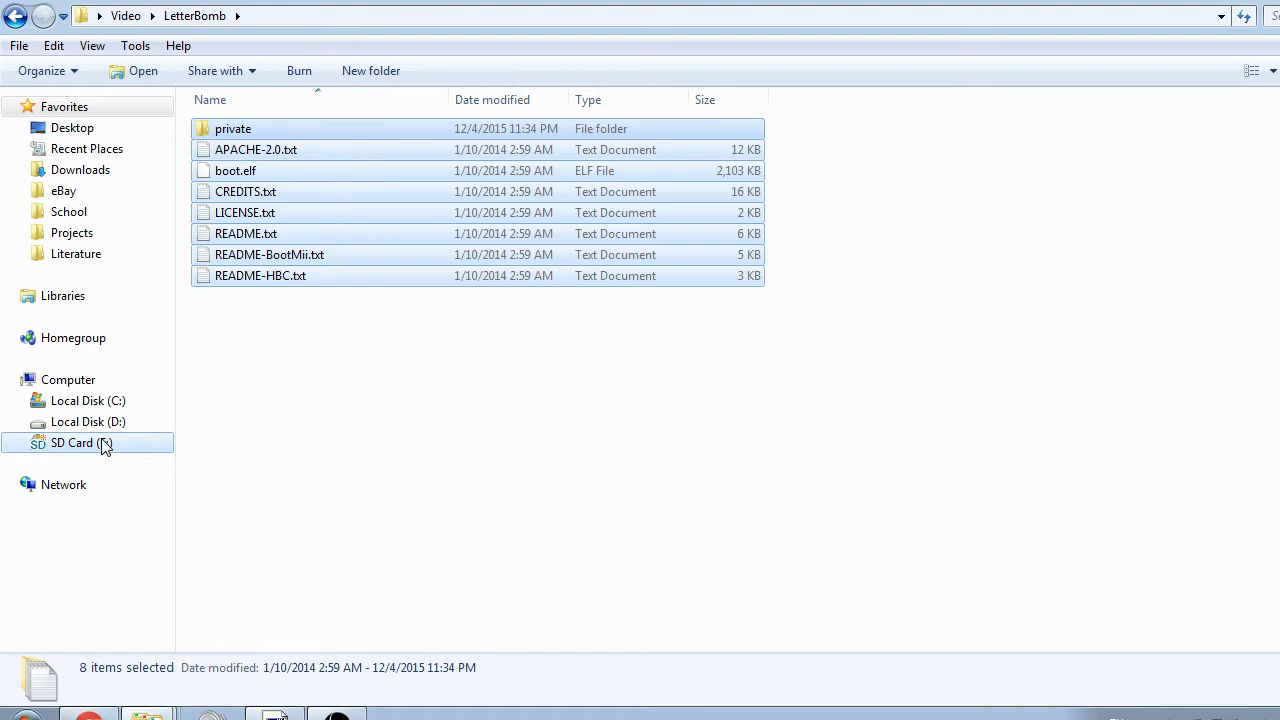 Video LetterBomb
File Edit View Tools Help
Organize Open Share with Burn New folder
Favorites
Desktop
Recent Places
Downloads
eBay
School
Projects
Literature
Libraries
Homegroup
Computer
Local Disk (C:)
Local Disk (D:)
SD Card
Network
Name Date modified Type Size
private 12/4/2015 11:34 PM File folder
APACHE-2.0.txt 1/10/2014 2:59 AM Text Document 12 KB
boot.elf 1/10/2014 2:59 AM ELF File 2,103 KB
CREDITS.txt 1/10/2014 2:59 AM Text Document 16 KB
LICENSE.txt 1/10/2014 2:59 AM Text Document 2 KB
README.txt 1/10/2014 2:59 AM Text Document 6 KB
README-BootMii.txt 1/10/2014 2:59 AM Text Document 5 KB
README-HBC.txt 1/10/2014 2:59 AM Text Document 3 KB
8 items selected Date modified: 1/10/2014 2:59 AM - 12/4/2015 11:34 PM